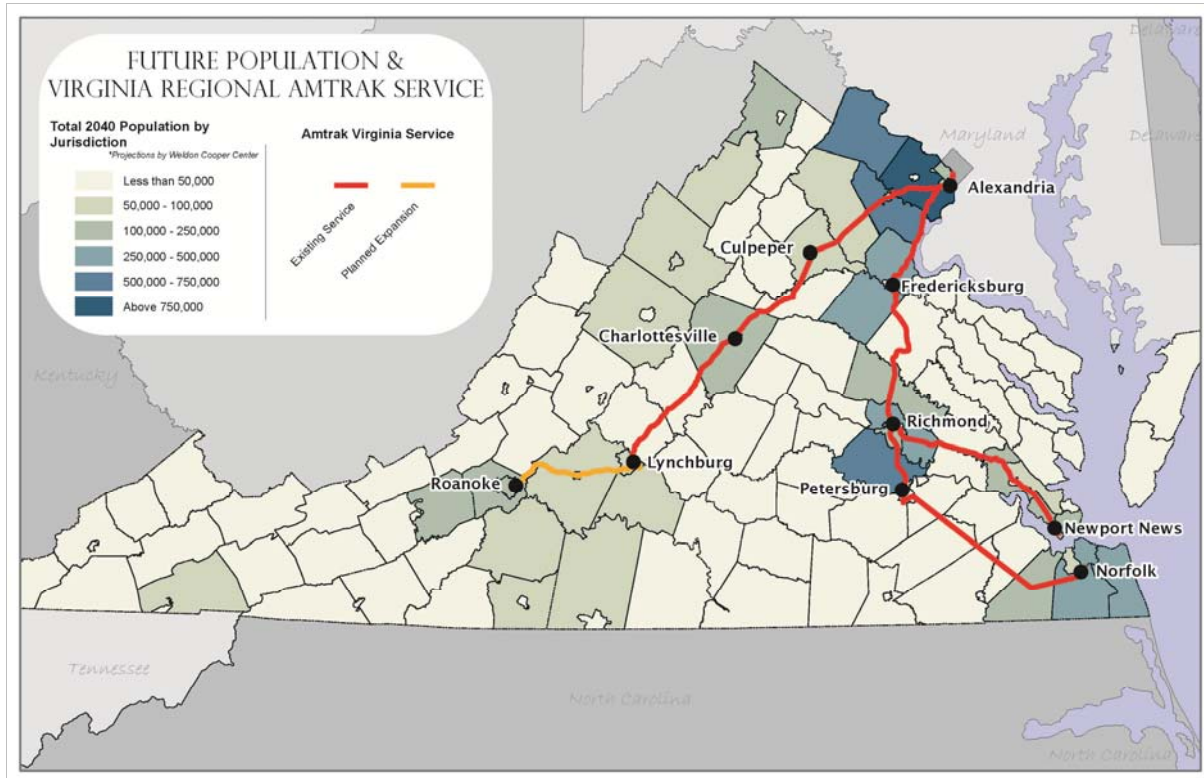 FUTURE POPULATION &
VIRGINIA REGIONAL AMTRAK SERVICE
Total 2040 Population by
Jurisdiction
*Projections by Weldon Cooper Center
Less than 50,000
50,000 - 100,000
100,000 - 250,000
250,000 - 500,000
500,000 - 750,000
Above 750,000
Amtrak Virginia Service
Existing Service
Planned Expansion
Delaware
Maryland
Delaware
Alexandria
Culpeper
Fredericksburg
Charlottesville
Kentucky
Richmond
Lynchburg
Roanoke
Petersburg
Newport News
Norfolk
Tennessee
North Carolina
North Carolina